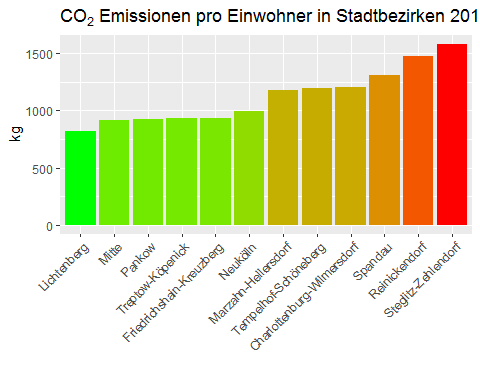 CO₂ Emissionen pro Einwohner in Stadtbezirken 201
kg
1500
1000
500
0
Lichtenberg
Mitte
Pankow
Treptow-Köpenick
Friedrichshain-Kreuzberg
Neukölln
Marzahn-Hellersdorf
Tempelhof-Schöneberg
Charlottenburg-Wilmersdorf
Spandau
Reinickendorf
Steglitz-Zehlendorf